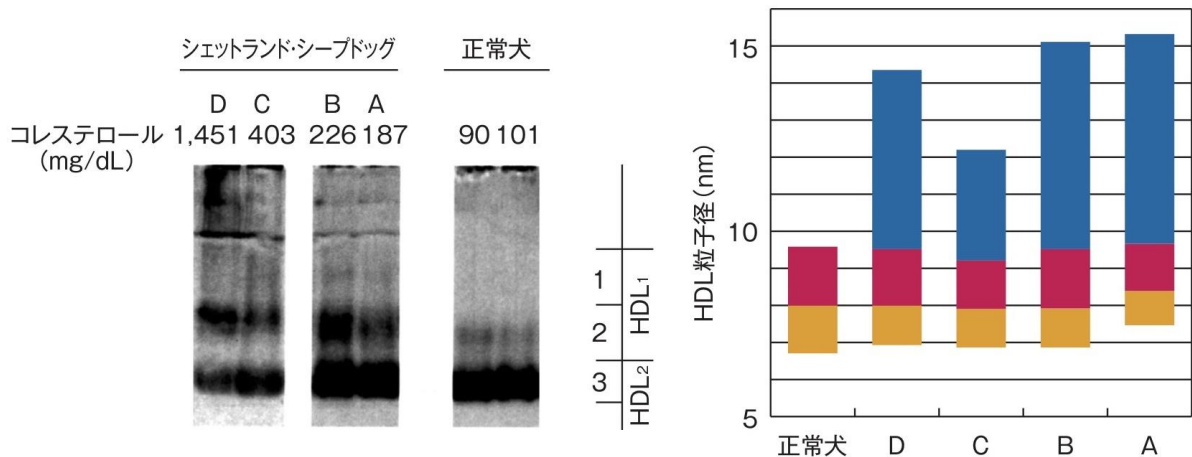 シェットランド・シープドッグ 正常犬
D C B A
コレステロール 1,451 403 226 187 90 101
(mg/dL)
1
2
3
HDL1
HDL2
HDL粒子径(nm)
15
10
5
正常犬 D C B A